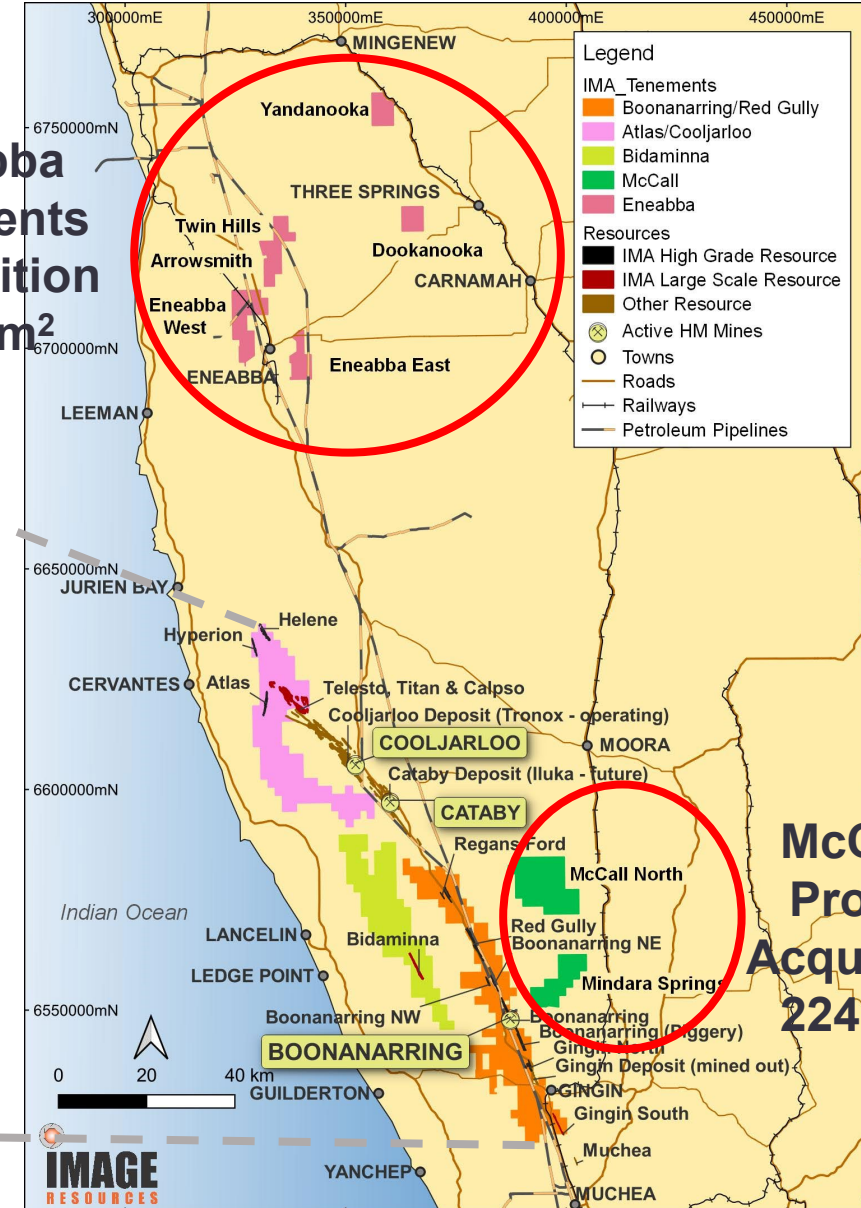 300000mE
350000mE
400000mE
450000mE
MINGENEW
Legend
IMA_Tenements
Boonanarring/Red Gully
Atlas/Cooljarloo
Bidaminna
McCall
Eneabba
Resources
IMA High Grade Resource
IMA Large Scale Resource
Other Resource
Active HM Mines
Towns
Roads
Railways
Petroleum Pipelines
Yandanooka
6750000mN
THREE SPRINGS
Twin Hills
Dookanooka
Arrowsmith
CARNAMAH
Eneabba
West
m²
6700000mN
Eneabba East
ENEABBA
LEEMAN
6650000mN
JURIEN BAY
Helene
Hyperion
CERVANTES
Atlas
Telesto, Titan & Calpso
Cooljarloo Deposit (Tronox - operating)
COOLJARLOO
MOORA
Cataby Deposit (Iluka - future)
6600000mN
CATABY
Regans Ford
McCall North
Indian Ocean
LANCELIN
Bidaminna
Red Gully
Boonanarring NE
LEDGE POINT
Mindara Springs
224
6550000mN
Boonanarring NW
Boonanarring
Boonanarring (Piggery)
BOONANARRING
Gingin North
Gingin Deposit (mined out)
0 20 40 km
GUILDERTON
GINGIN
Gingin South
Muchea
IMAGE
RESOURCES
YANCHEP
MUCHEA